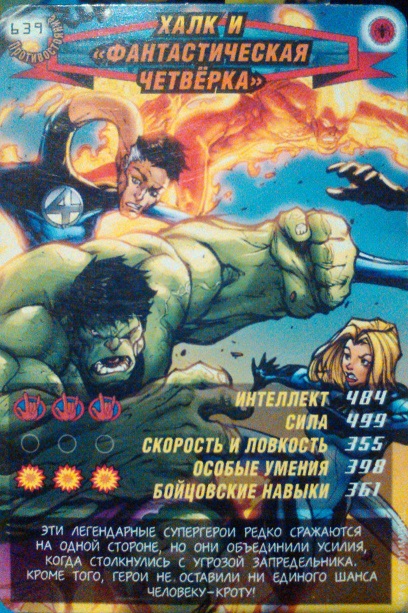 639
Противостояние
ХАЛК И
«ФАНТАСТИЧЕСКАЯ
ЧЕТВЁРКА»
4
ИНТЕЛЛЕКТ 484
СИЛА 499
СКОРОСТЬ И ЛОВКОСТЬ 355
ОСОБЫЕ УМЕНИЯ 398
БОЙЦОВСКИЕ НАВЫКИ 361
ЭТИ ЛЕГЕНДАРНЫЕ СУПЕРГЕРОИ РЕДКО СРАЖАЮТСЯ
НА ОДНОЙ СТОРОНЕ, НО ОНИ ОБЪЕДИНИЛИ УСИЛИЯ,
КОГДА СТОЛКНУЛИСЬ С УГРОЗОЙ ЗАПРЕДЕЛЬНИКА.
КРОМЕ ТОГО, ГЕРОИ НЕ ОСТАВИЛИ НИ ЕДИНОГО ШАНСА
ЧЕЛОВЕКУ-КРОТУ!